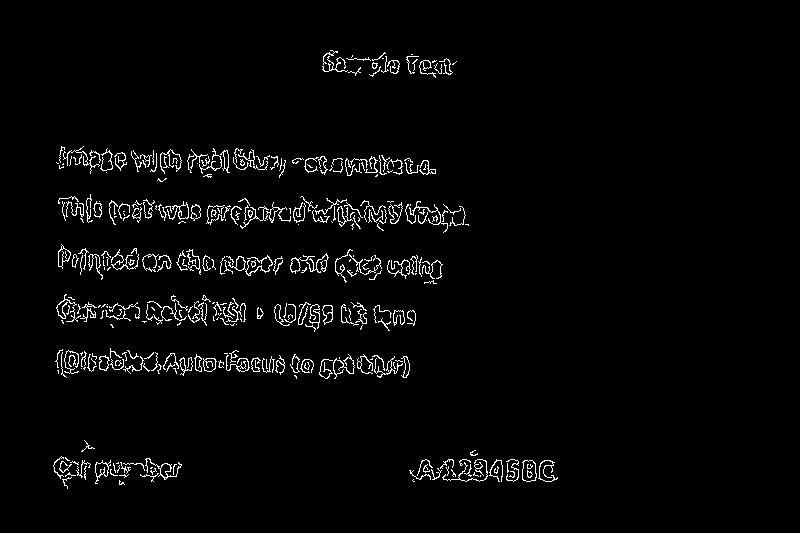 Sample Text
Image with real blur, not synthetic.
This text was prepared with MS Word.
Printed on the paper and pics using
Canon Rebel XSI + 18/55 kit lens
(Disabled Auto-Focus to get blur)
Car number